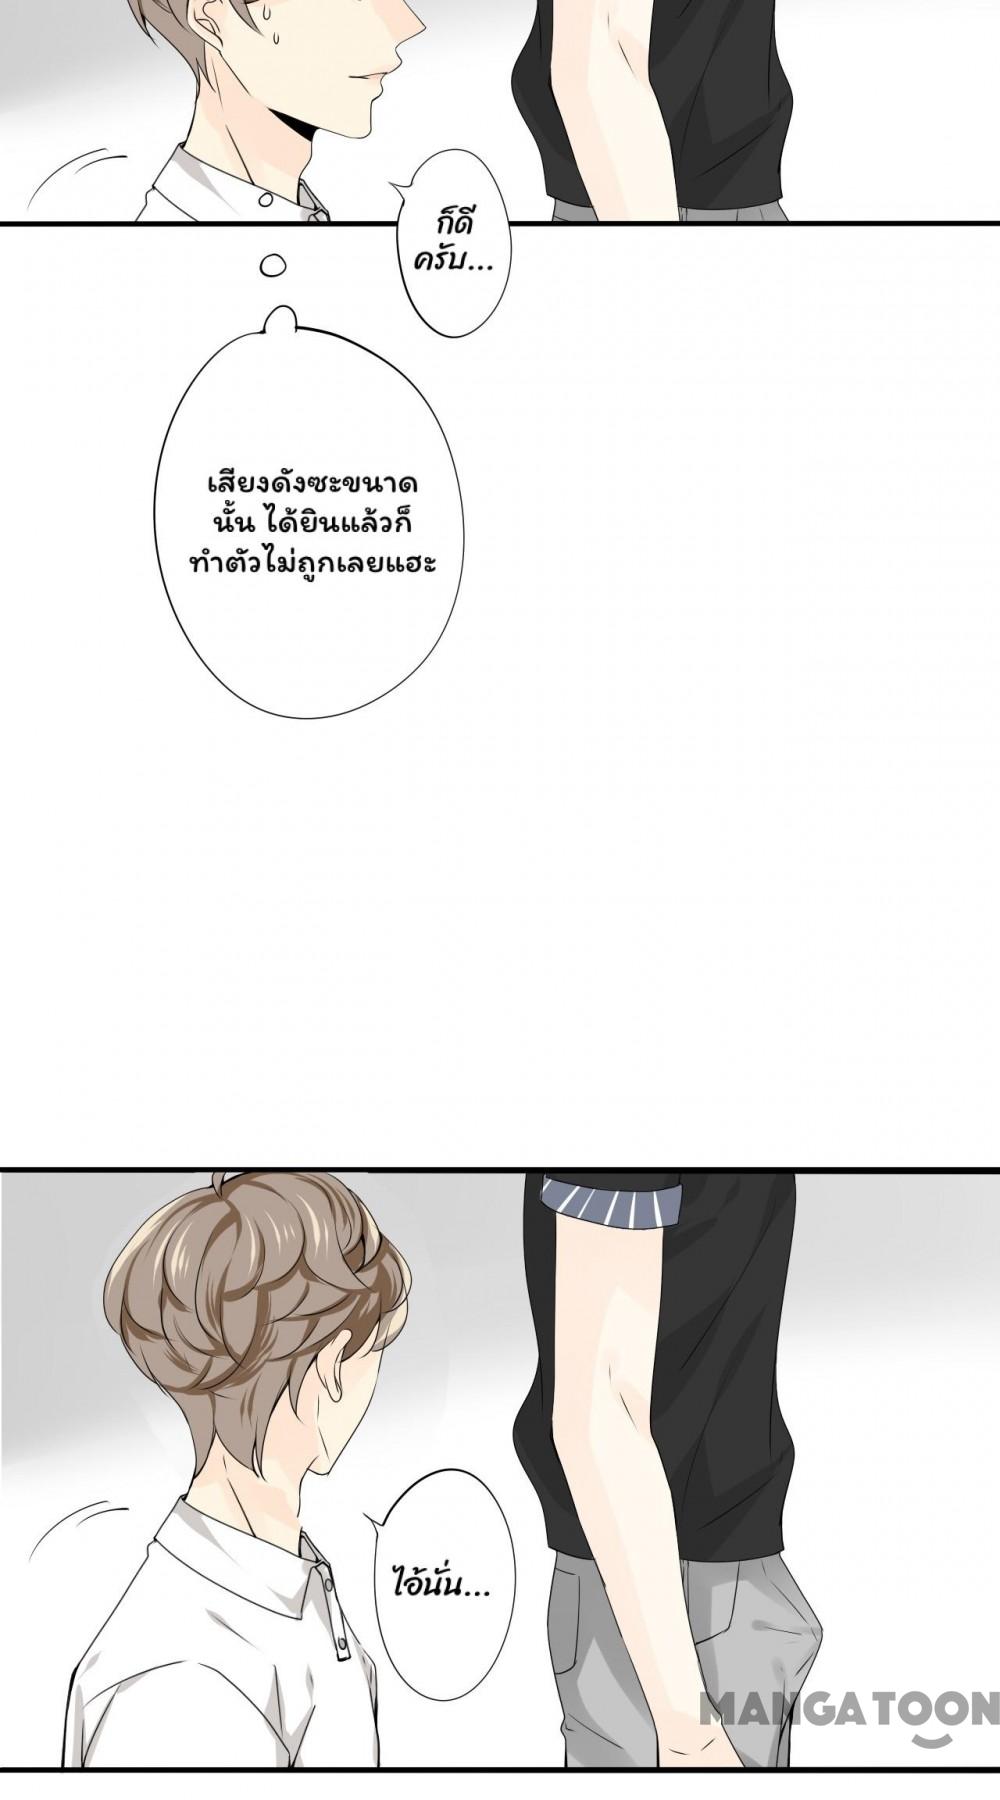 ก็ดี
ครับ...
เสียงดังซะขนาด
นั้น ได้ยินแล้วก็
ทำตัวไม่ถูกเลยแฮะ
ไอ้นั่น...
MANGATOON